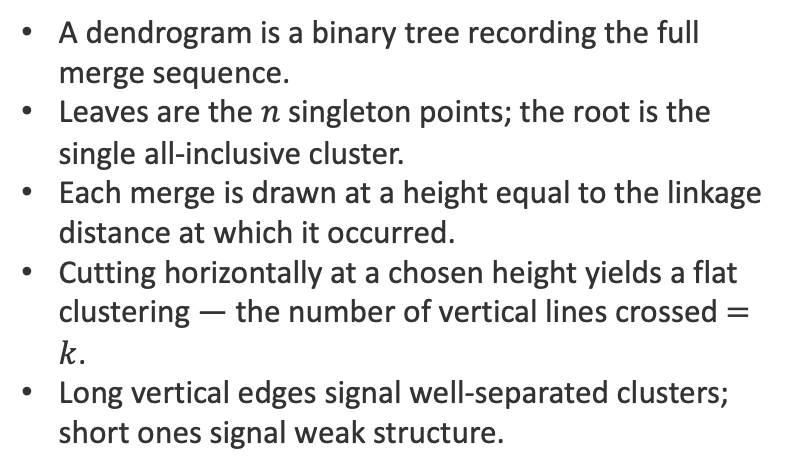 • A dendrogram is a binary tree recording the full
merge sequence.
• Leaves are the n singleton points; the root is the
single all-inclusive cluster.
• Each merge is drawn at a height equal to the linkage
distance at which it occurred.
• Cutting horizontally at a chosen height yields a flat
clustering — the number of vertical lines crossed =
k.
• Long vertical edges signal well-separated clusters;
short ones signal weak structure.